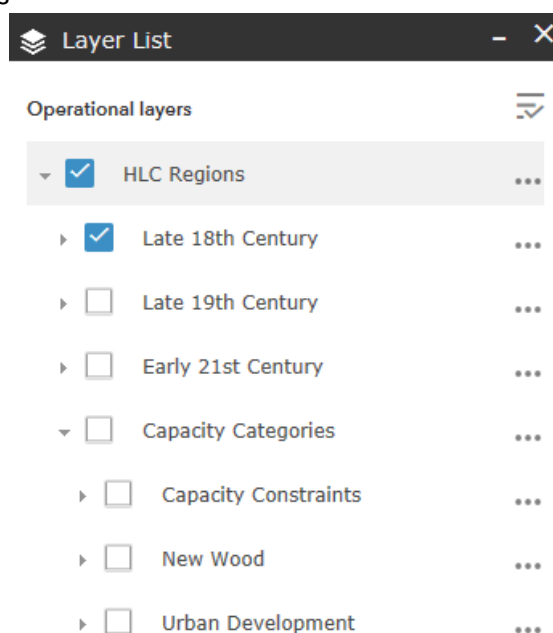 Layer List
Operational layers
HLC Regions
Late 18th Century
Late 19th Century
Early 21st Century
Capacity Categories
Capacity Constraints
New Wood
Urban Development